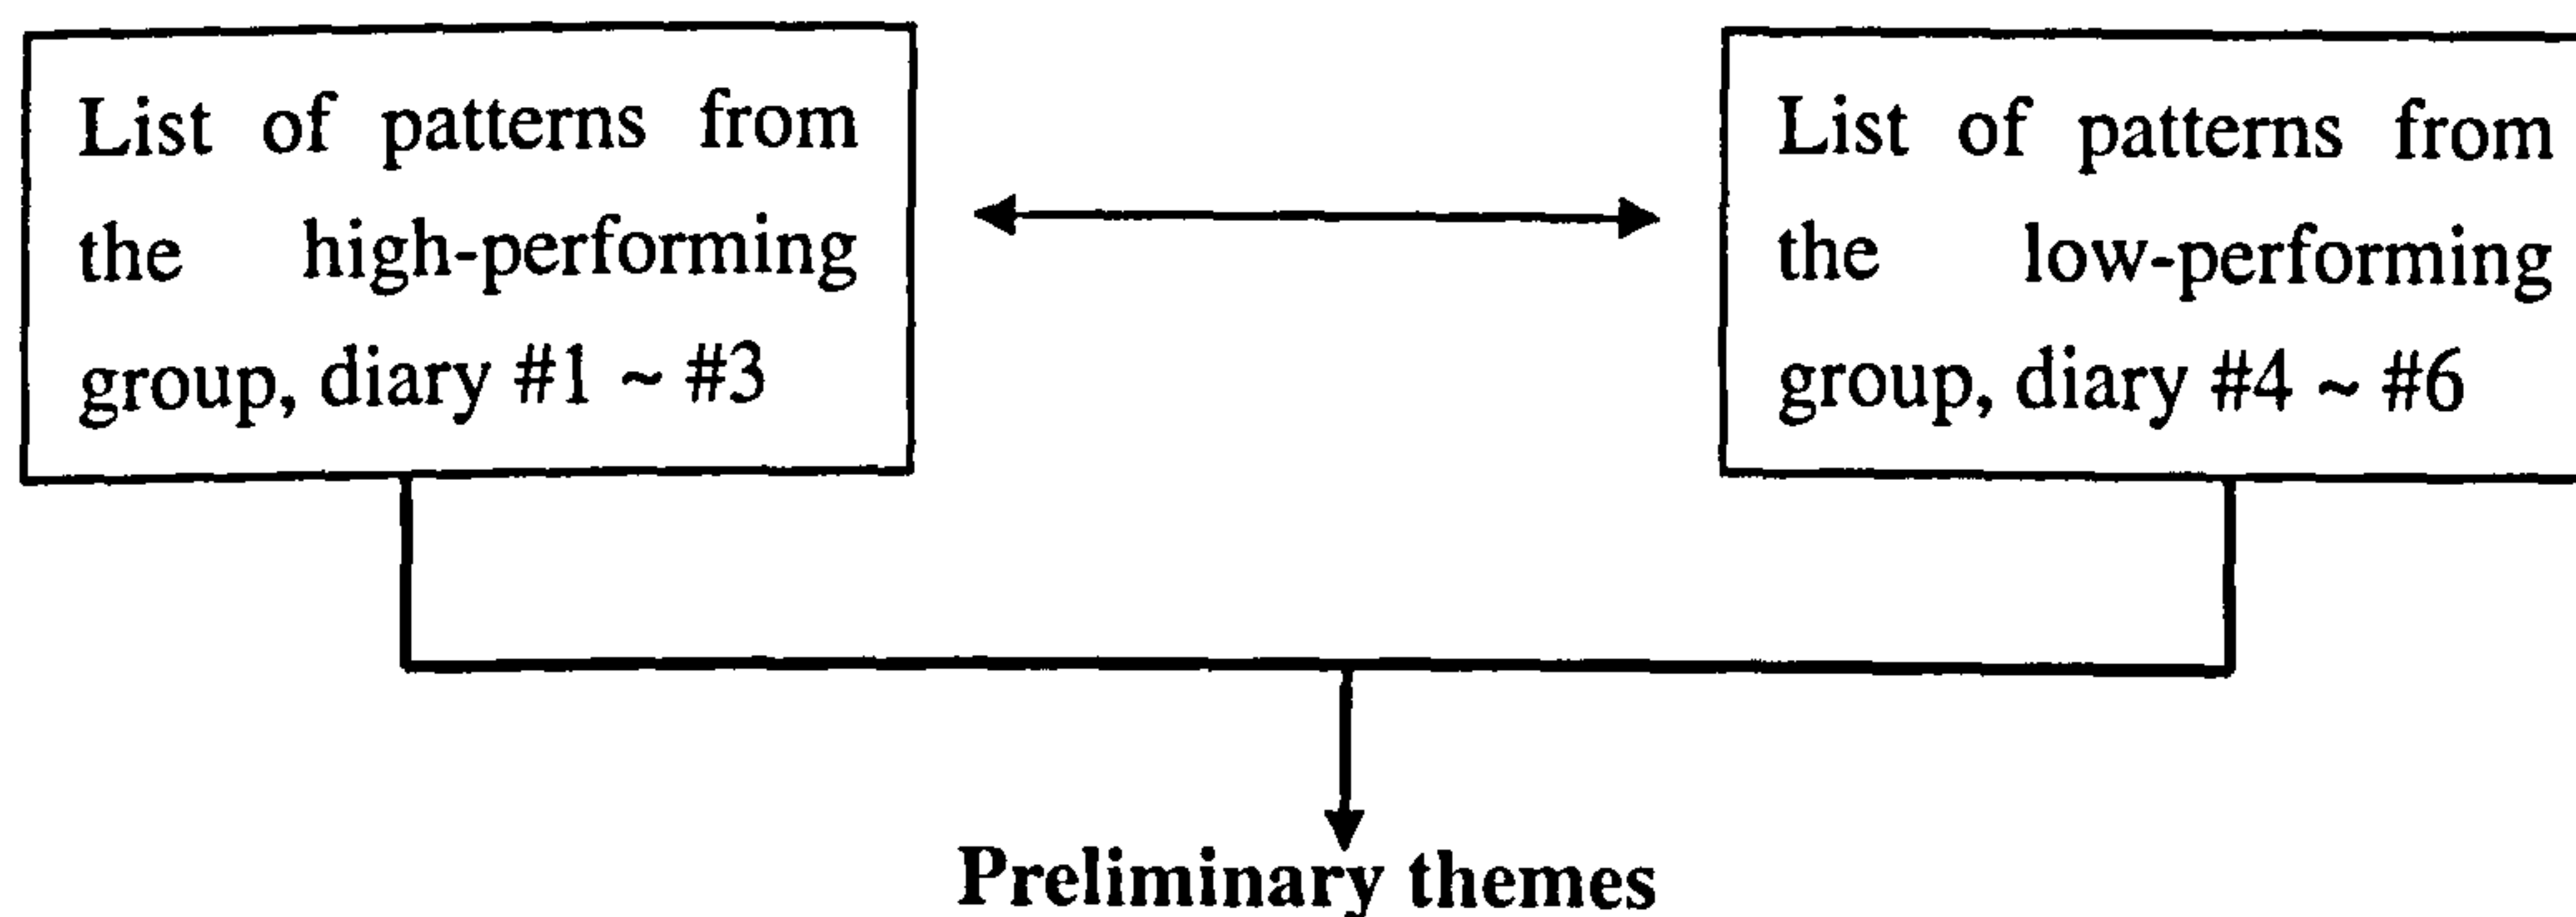 List of patterns from
the high-performing
group, diary #1 ~ #3
List of patterns from
the low-performing
group, diary #4 ~ #6
Preliminary themes